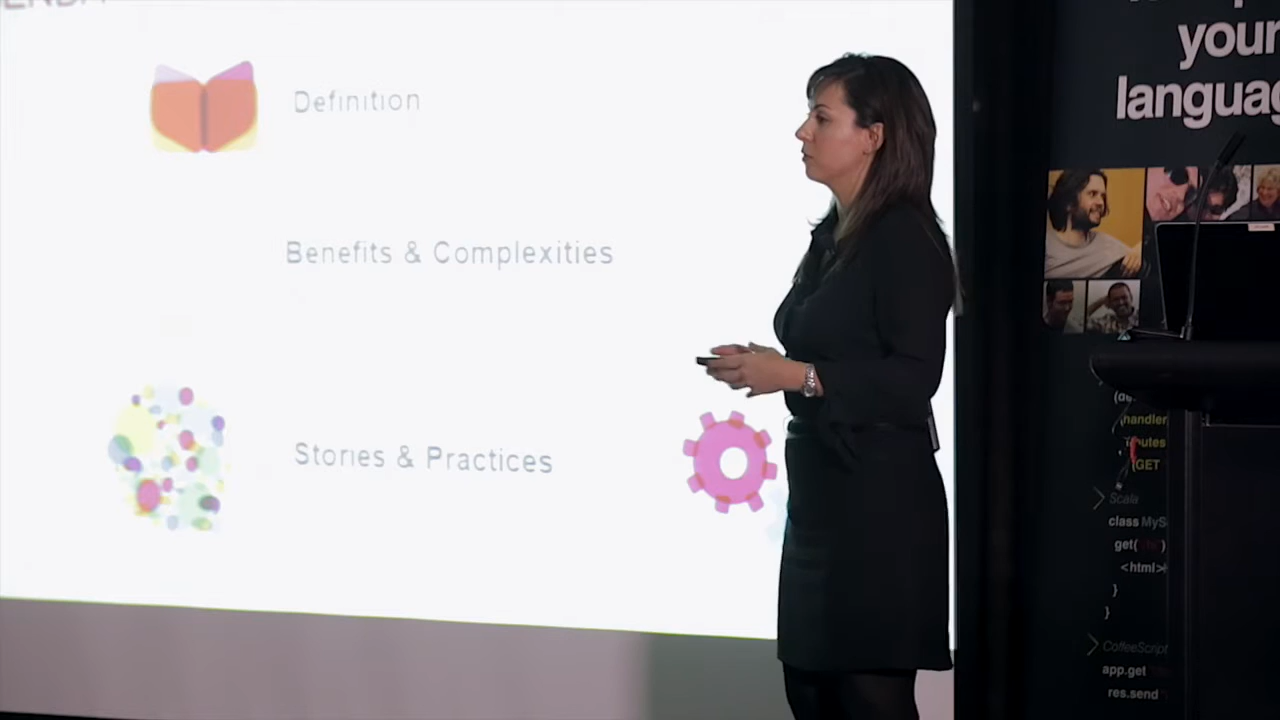 Definition
Benefits & Complexities
Stories & Practices
your
languag
(handler
(GET
Scala
class MyS
get(
<html>
}
}
CoffeeScript
app.get
res.send